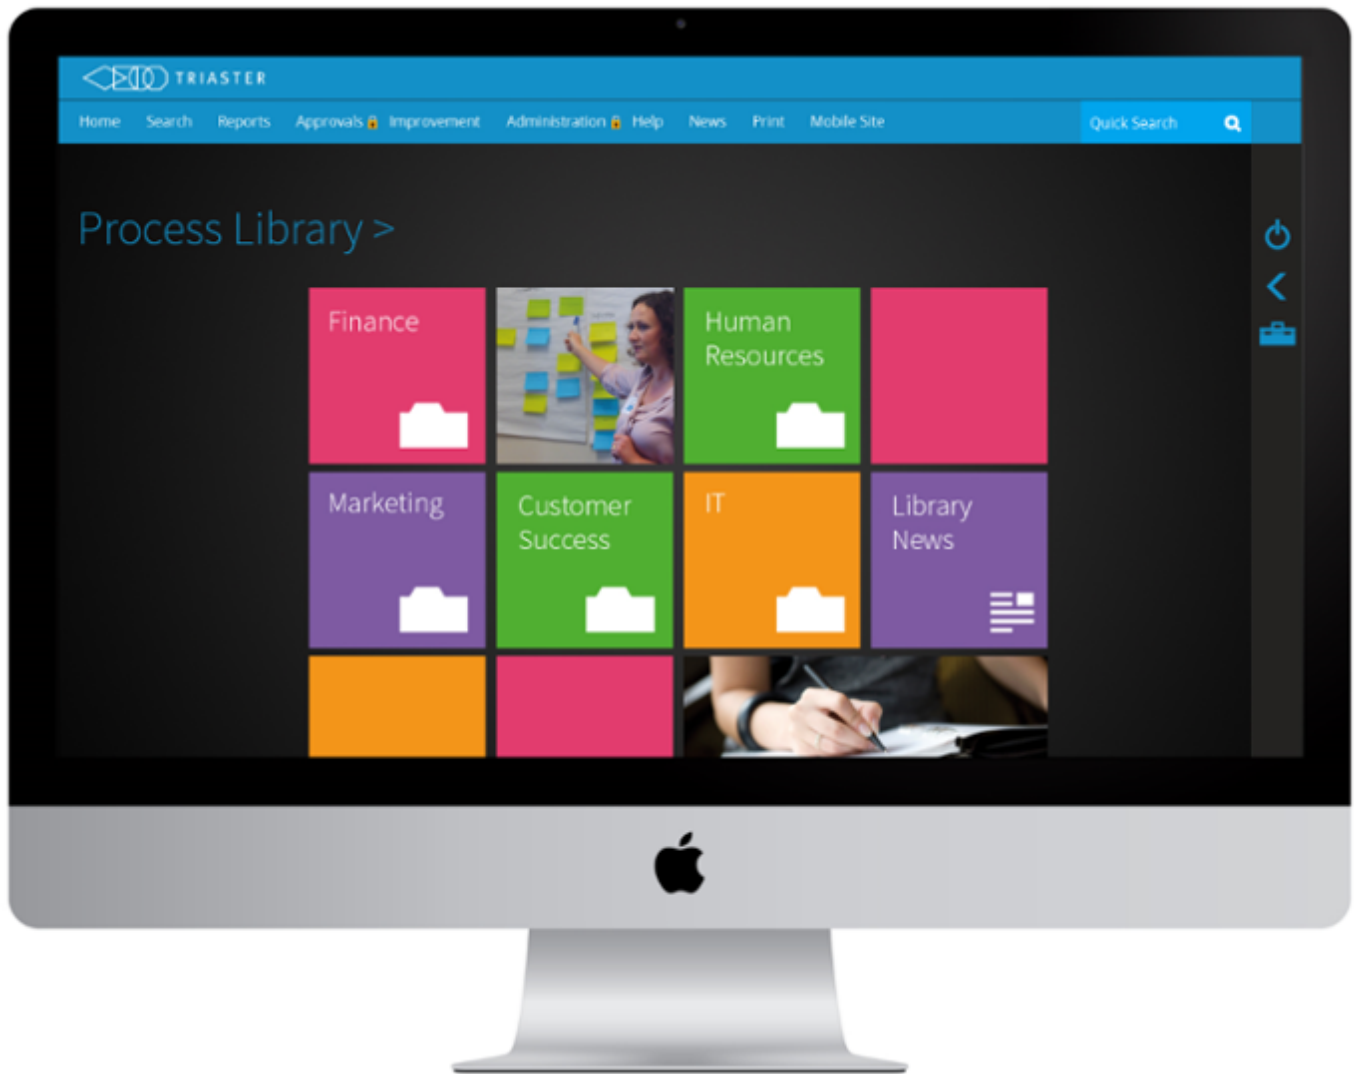 TRIASTER
Home Search Reports Approvals Improvement Administration Help News Print Mobile Site Quick Search
Process Library >
Finance
Human
Resources
Marketing
Customer
Success
IT
Library
News